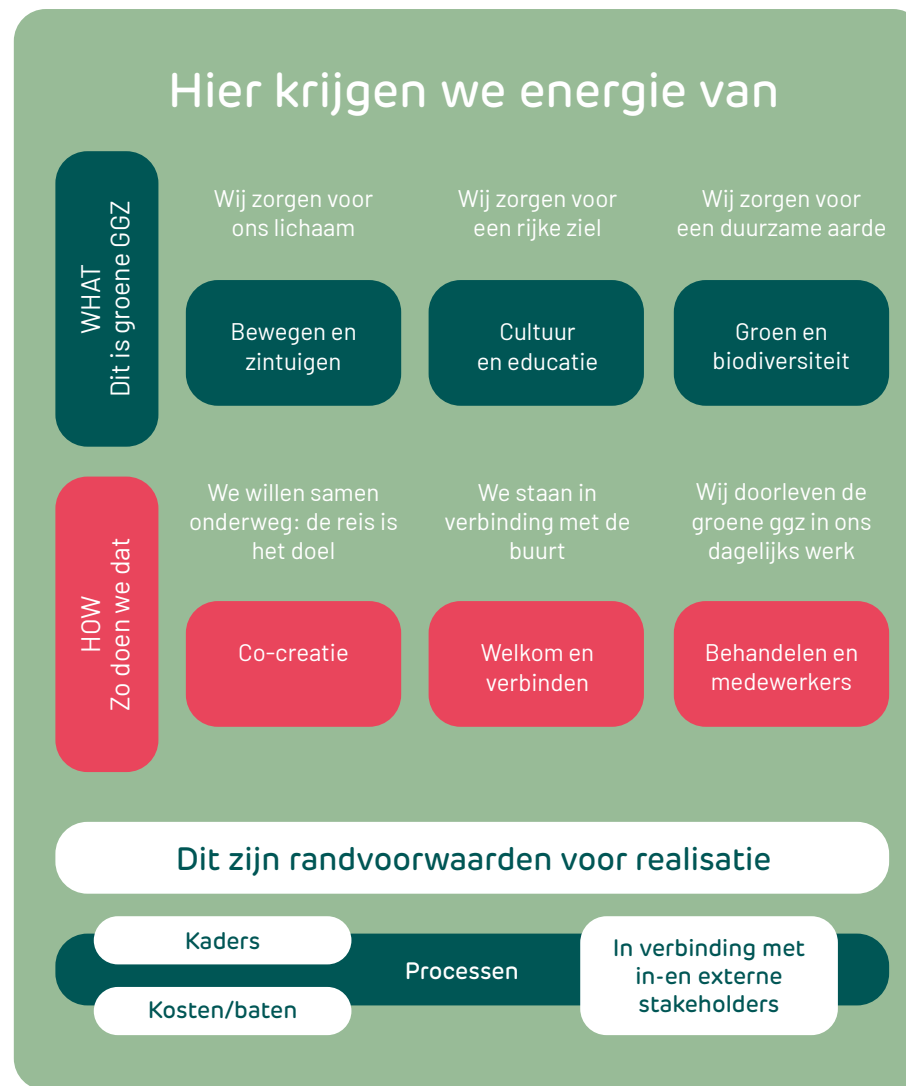 Hier krijgen we energie van
WHAT
Dit is groene GGZ
Wij zorgen voor
ons lichaam
Bewegen en
zintuigen
Wij zorgen voor
een rijke ziel
Cultuur
en educatie
Wij zorgen voor
een duurzame aarde
Groen en
biodiversiteit
HOW
Zo doen we dat
We willen samen
onderweg: de reis is
het doel
Co-creatie
We staan in
verbinding met de
buurt
Welkom en
verbinden
Wij doorleven de
groene ggz in ons
dagelijks werk
Behandelen en
medewerkers
Dit zijn randvoorwaarden voor realisatie
Kaders
Kosten/baten
Processen
In verbinding met
in-en externe
stakeholders